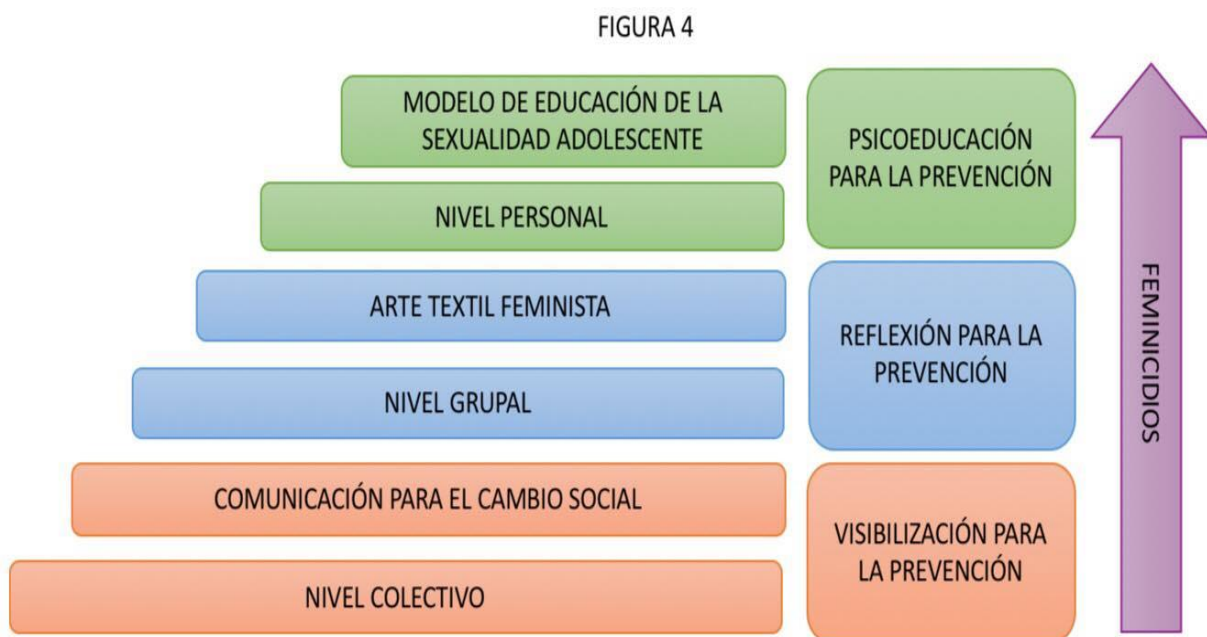 FIGURA 4
MODELO DE EDUCACIÓN DE LA
SEXUALIDAD ADOLESCENTE
NIVEL PERSONAL
PSICOEDUCACIÓN
PARA LA PREVENCIÓN
ARTE TEXTIL FEMINISTA
NIVEL GRUPAL
REFLEXIÓN PARA LA
PREVENCIÓN
COMUNICACIÓN PARA EL CAMBIO SOCIAL
NIVEL COLECTIVO
VISIBILIZACIÓN PARA
LA PREVENCIÓN
FEMINICIDIOS